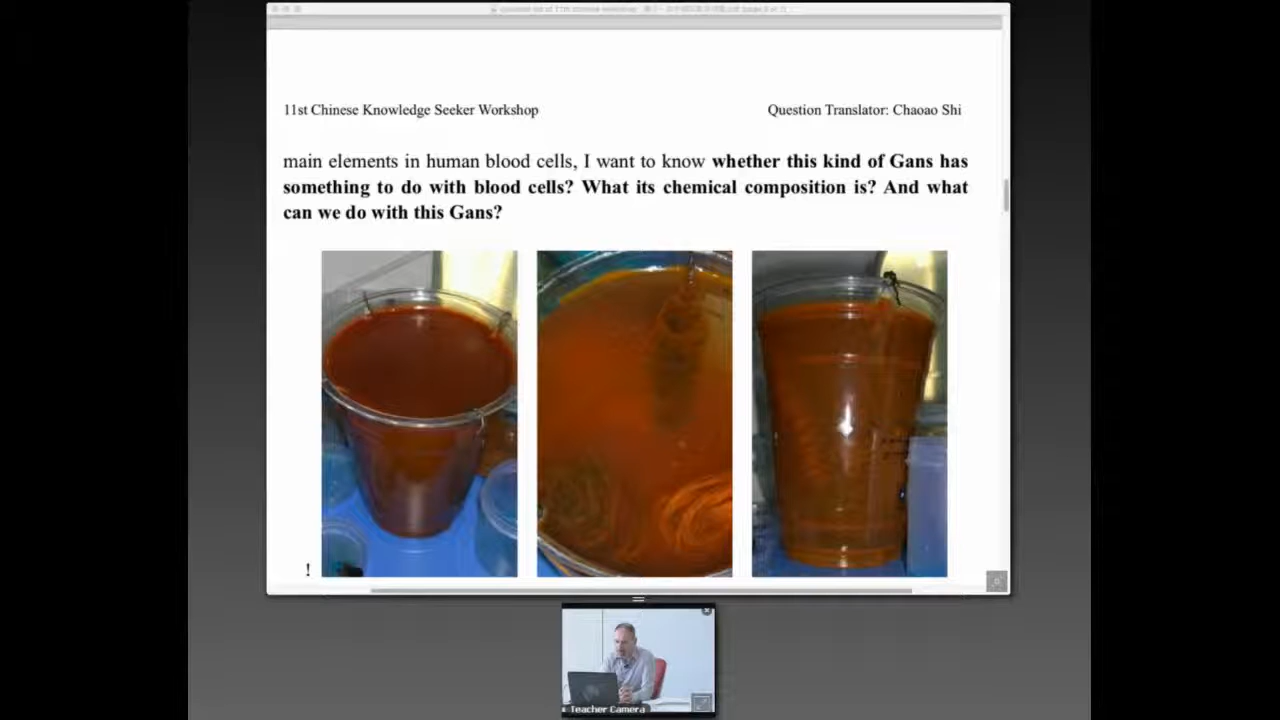 11st Chinese Knowledge Seeker Workshop
Question Translator: Chaoao Shi
main elements in human blood cells, I want to know whether this kind of Gans has
something to do with blood cells? What its chemical composition is? And what
can we do with this Gans?
!
Teacher Camera